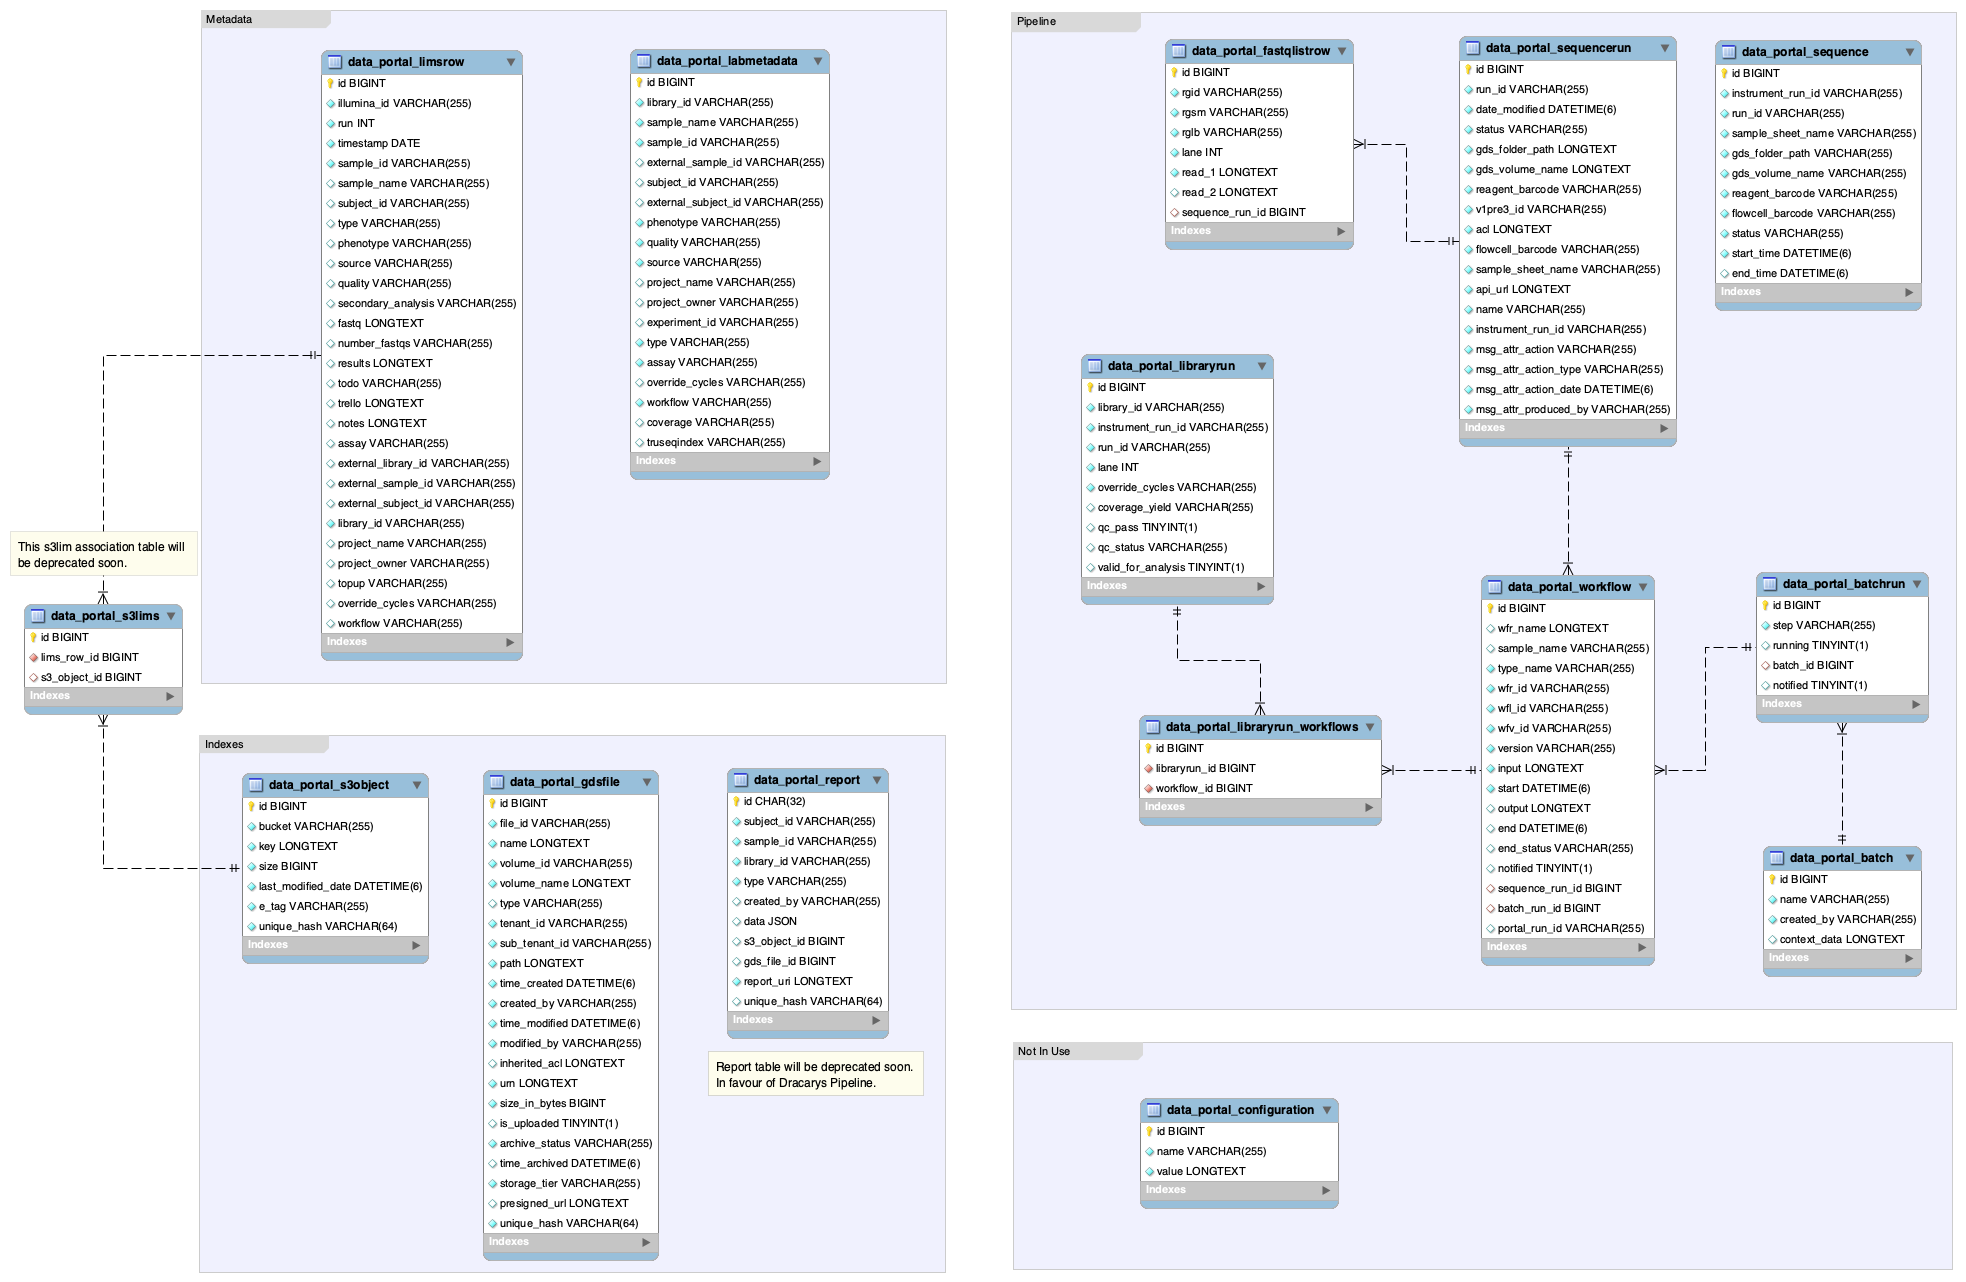 Metadata
data_portal_limsrow
id BIGINT
illumina_id VARCHAR(255)
run INT
timestamp DATE
sample_id VARCHAR(255)
sample_name VARCHAR(255)
subject_id VARCHAR(255)
type VARCHAR(255)
phenotype VARCHAR(255)
source VARCHAR(255)
quality VARCHAR(255)
secondary_analysis VARCHAR(255)
fastq LONGTEXT
number_fastqs VARCHAR(255)
results LONGTEXT
todo VARCHAR(255)
trello LONGTEXT
notes LONGTEXT
assay VARCHAR(255)
external_library_id VARCHAR(255)
external_sample_id VARCHAR(255)
external_subject_id VARCHAR(255)
library_id VARCHAR(255)
project_name VARCHAR(255)
project_owner VARCHAR(255)
topup VARCHAR(255)
override_cycles VARCHAR(255)
workflow VARCHAR(255)
Indexes
data_portal_labmetadata
id BIGINT
library_id VARCHAR(255)
sample_name VARCHAR(255)
sample_id VARCHAR(255)
external_sample_id VARCHAR(255)
subject_id VARCHAR(255)
external_subject_id VARCHAR(255)
phenotype VARCHAR(255)
quality VARCHAR(255)
source VARCHAR(255)
project_name VARCHAR(255)
project_owner VARCHAR(255)
experiment_id VARCHAR(255)
type VARCHAR(255)
assay VARCHAR(255)
override_cycles VARCHAR(255)
workflow VARCHAR(255)
coverage VARCHAR(255)
truseqindex VARCHAR(255)
Indexes
This s3lim association table will
be deprecated soon.
data_portal_s3lims
id BIGINT
lims_row_id BIGINT
s3_object_id BIGINT
Indexes
Indexes
data_portal_s3object
id BIGINT
bucket VARCHAR(255)
key LONGTEXT
size BIGINT
last_modified_date DATETIME(6)
e_tag VARCHAR(255)
unique_hash VARCHAR(64)
Indexes
data_portal_gdsfile
id BIGINT
file_id VARCHAR(255)
name LONGTEXT
volume_id VARCHAR(255)
volume_name LONGTEXT
type VARCHAR(255)
tenant_id VARCHAR(255)
sub_tenant_id VARCHAR(255)
path LONGTEXT
time_created DATETIME(6)
created_by VARCHAR(255)
time_modified DATETIME(6)
modified_by VARCHAR(255)
inherited_acl LONGTEXT
urn LONGTEXT
size_in_bytes BIGINT
is_uploaded TINYINT(1)
archive_status VARCHAR(255)
time_archived DATETIME(6)
storage_tier VARCHAR(255)
presigned_url LONGTEXT
unique_hash VARCHAR(64)
Indexes
data_portal_report
id CHAR(32)
subject_id VARCHAR(255)
sample_id VARCHAR(255)
library_id VARCHAR(255)
type VARCHAR(255)
created_by VARCHAR(255)
data JSON
s3_object_id BIGINT
gds_file_id BIGINT
report_uri LONGTEXT
unique_hash VARCHAR(64)
Indexes
Report table will be deprecated soon.
In favour of Dracarys Pipeline.
Pipeline
data_portal_fastqlistrow
id BIGINT
rgid VARCHAR(255)
rgsm VARCHAR(255)
rglb VARCHAR(255)
lane INT
read_1 LONGTEXT
read_2 LONGTEXT
sequence_run_id BIGINT
Indexes
data_portal_sequencerun
id BIGINT
run_id VARCHAR(255)
date_modified DATETIME(6)
status VARCHAR(255)
gds_folder_path LONGTEXT
gds_volume_name LONGTEXT
reagent_barcode VARCHAR(255)
v1pre3_id VARCHAR(255)
acl LONGTEXT
flowcell_barcode VARCHAR(255)
sample_sheet_name VARCHAR(255)
api_url LONGTEXT
name VARCHAR(255)
instrument_run_id VARCHAR(255)
msg_attr_action VARCHAR(255)
msg_attr_action_type VARCHAR(255)
msg_attr_action_date DATETIME(6)
msg_attr_produced_by VARCHAR(255)
Indexes
data_portal_sequence
id BIGINT
instrument_run_id VARCHAR(255)
run_id VARCHAR(255)
sample_sheet_name VARCHAR(255)
gds_folder_path VARCHAR(255)
gds_volume_name VARCHAR(255)
reagent_barcode VARCHAR(255)
flowcell_barcode VARCHAR(255)
status VARCHAR(255)
start_time DATETIME(6)
end_time DATETIME(6)
Indexes
data_portal_libraryrun
id BIGINT
library_id VARCHAR(255)
instrument_run_id VARCHAR(255)
run_id VARCHAR(255)
lane INT
override_cycles VARCHAR(255)
coverage_yield VARCHAR(255)
qc_pass TINYINT(1)
qc_status VARCHAR(255)
valid_for_analysis TINYINT(1)
Indexes
data_portal_libraryrun_workflows
id BIGINT
libraryrun_id BIGINT
workflow_id BIGINT
Indexes
data_portal_workflow
id BIGINT
wfr_name LONGTEXT
sample_name VARCHAR(255)
type_name VARCHAR(255)
wfr_id VARCHAR(255)
wfl_id VARCHAR(255)
wfv_id VARCHAR(255)
version VARCHAR(255)
input LONGTEXT
start DATETIME(6)
output LONGTEXT
end DATETIME(6)
end_status VARCHAR(255)
notified TINYINT(1)
sequence_run_id BIGINT
batch_run_id BIGINT
portal_run_id VARCHAR(255)
Indexes
data_portal_batchrun
id BIGINT
step VARCHAR(255)
running TINYINT(1)
batch_id BIGINT
notified TINYINT(1)
Indexes
data_portal_batch
id BIGINT
name VARCHAR(255)
created_by VARCHAR(255)
context_data LONGTEXT
Indexes
Not In Use
data_portal_configuration
id BIGINT
name VARCHAR(255)
value LONGTEXT
Indexes